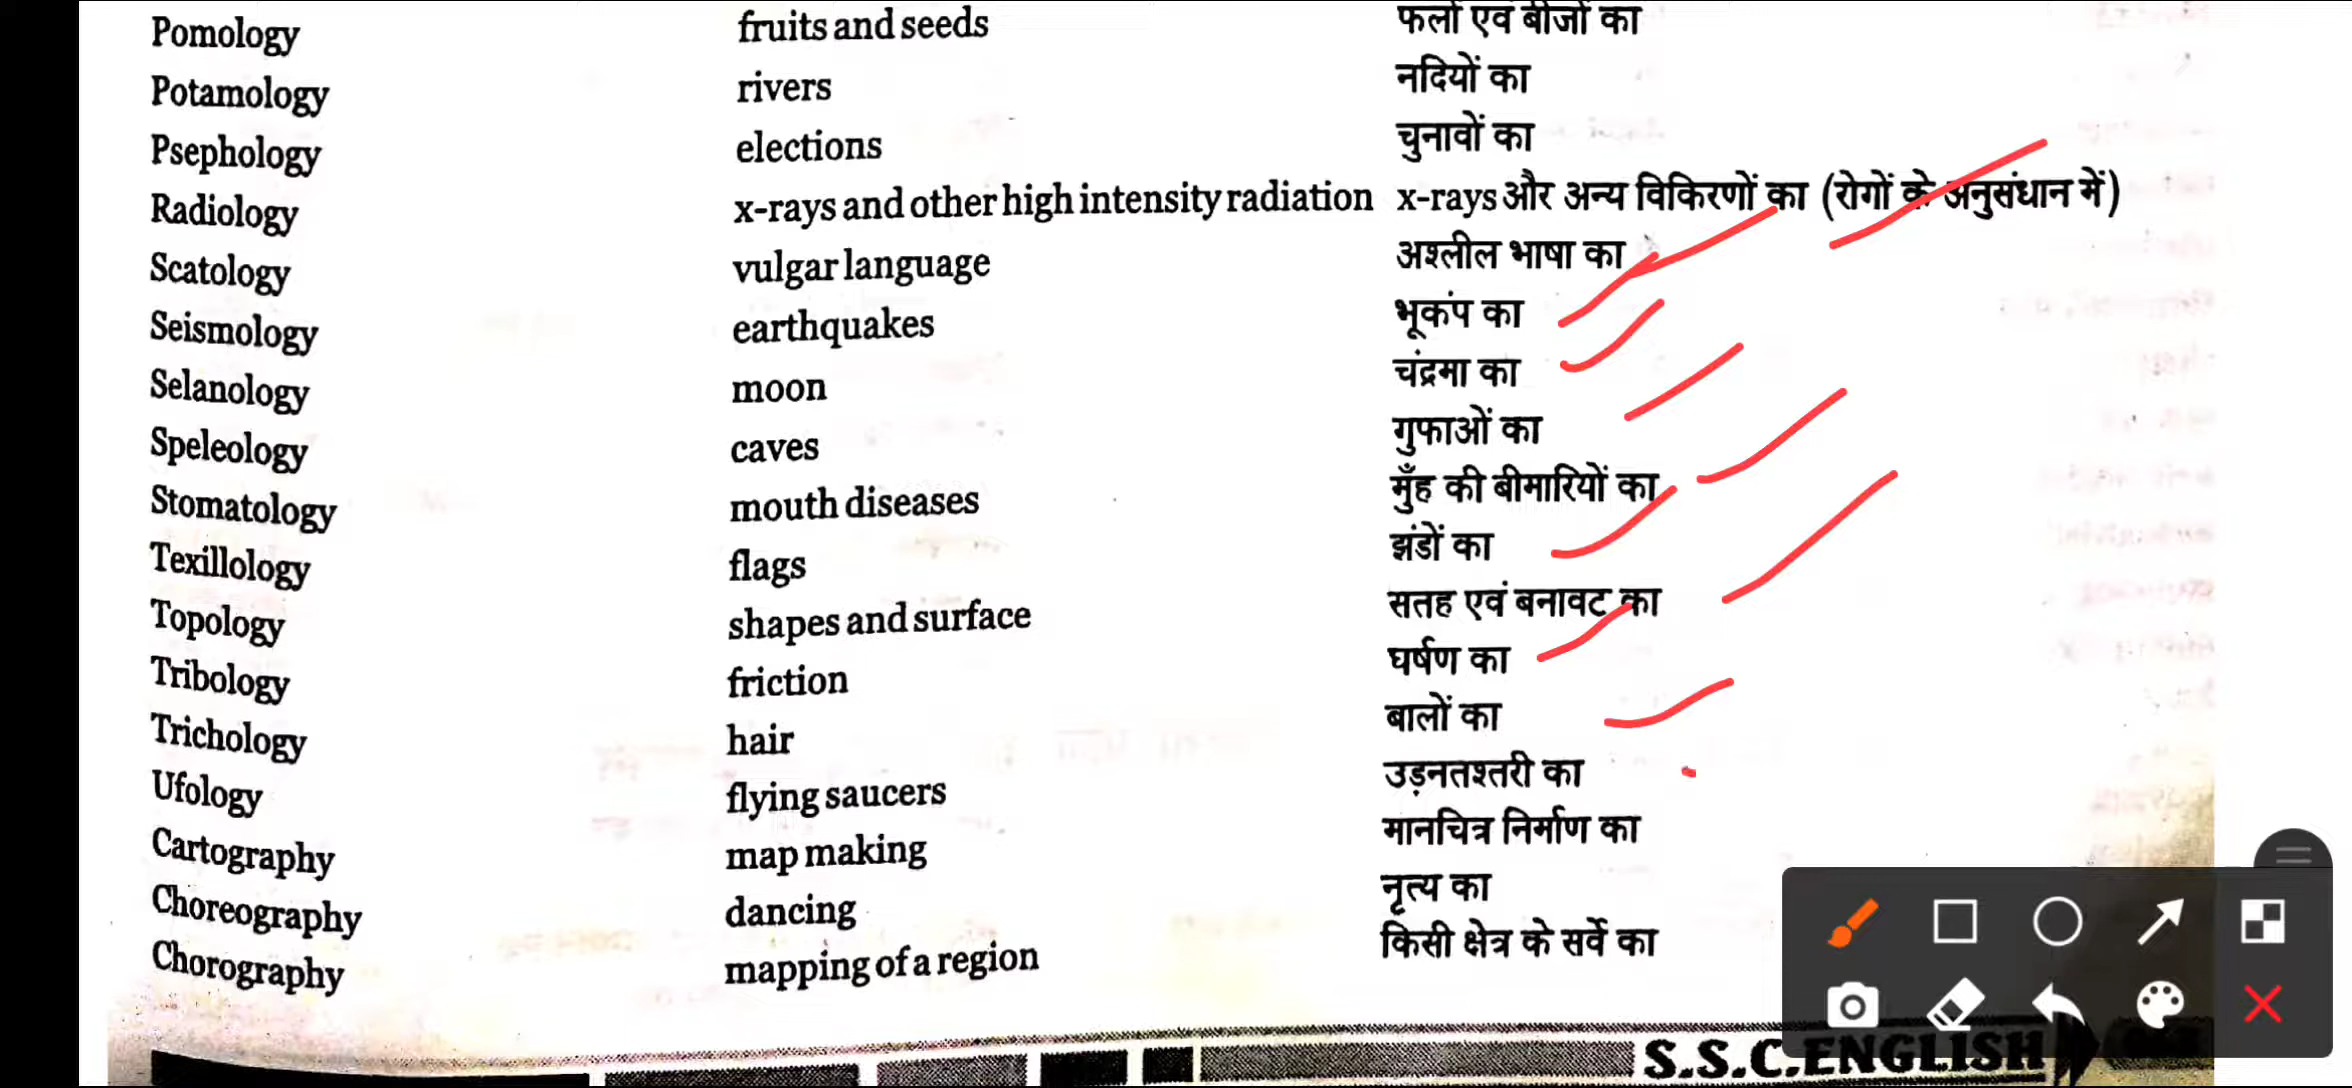 Pomology fruits and seeds फलों एवं बीजों का
Potamology rivers नदियों का
Psephology elections चुनावों का
Radiology x-rays and other high intensity radiation x-rays और अन्य विकिरणों का (रोगों के अनुसंधान में)
Scatology vulgar language अश्लील भाषा का
Seismology earthquakes भूकंप का
Selanology moon चंद्रमा का
Speleology caves गुफाओं का
Stomatology mouth diseases मुँह की बीमारियों का
Texillology flags झंडों का
Topology shapes and surface सतह एवं बनावट का
Tribology friction घर्षण का
Trichology hair बालों का
Ufology flying saucers उड़नतश्तरी का
Cartography map making मानचित्र निर्माण का
Choreography dancing नृत्य का
Chorography mapping of a region किसी क्षेत्र के सर्वे का
S.S.C.ENGLISH